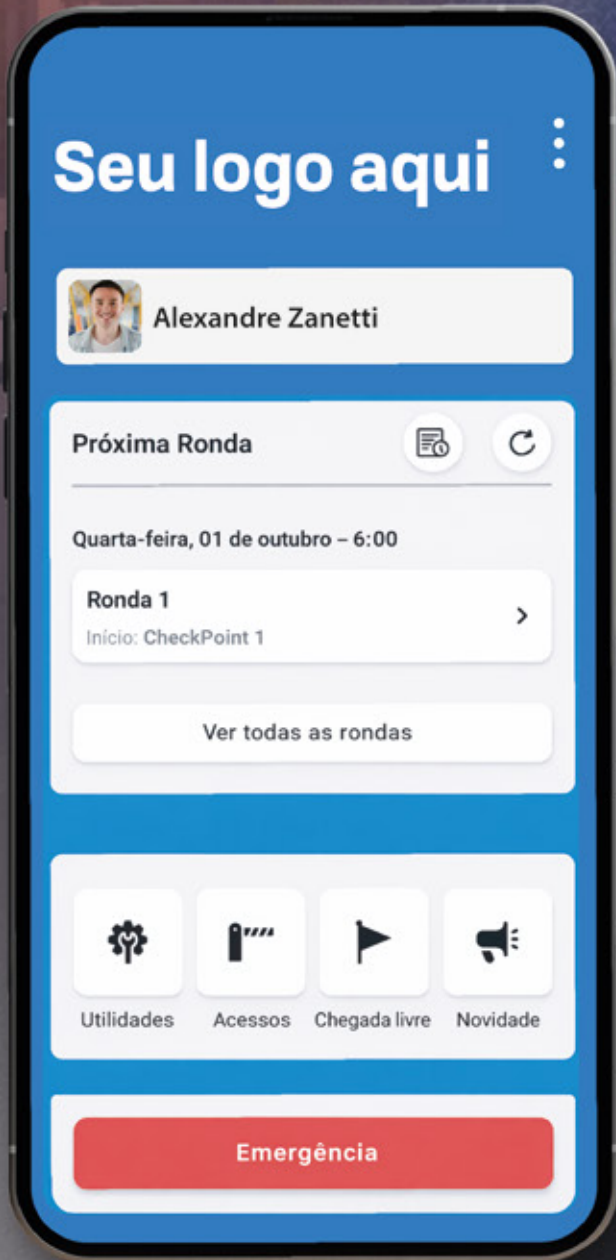 Seu logo aqui
Alexandre Zanetti
Próxima Ronda
Quarta-feira, 01 de outubro – 6:00
Ronda 1
Início: CheckPoint 1
Ver todas as rondas
Utilidades Acessos Chegada livre Novidade
Emergência